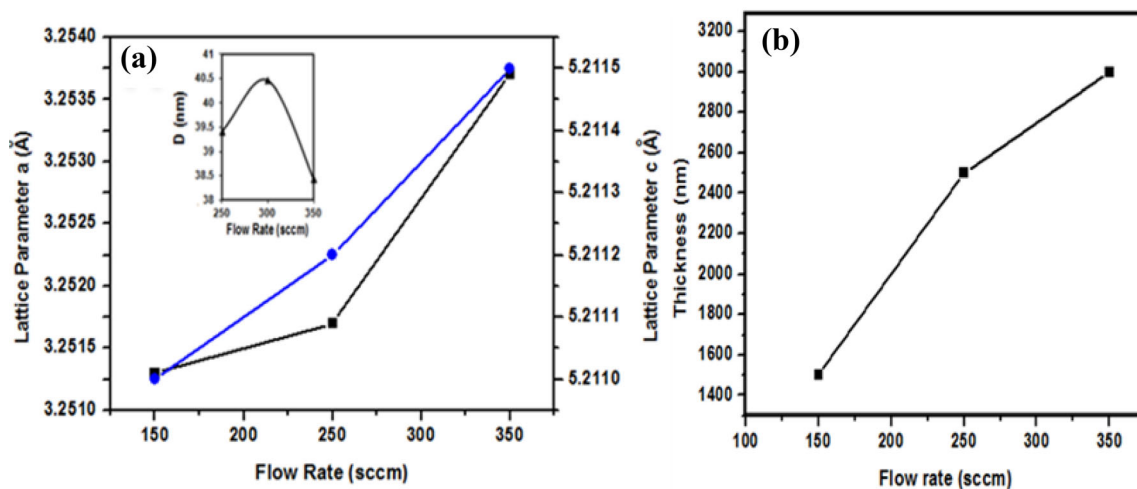 (a)
Lattice Parameter a (Å)
3.2540
3.2535
3.2530
3.2525
3.2520
3.2515
3.2510
150 200 250 300 350
Flow Rate (sccm)
D (nm)
41
40.5
40
39.5
39
38.5
38
250 300 350
Flow Rate (sccm)
5.2115
5.2114
5.2113
5.2112
5.2111
5.2110
Lattice Parameter c (Å)
(b)
Thickness (nm)
3200
3000
2800
2600
2400
2200
2000
1800
1600
1400
100 150 200 250 300 350
Flow rate (sccm)